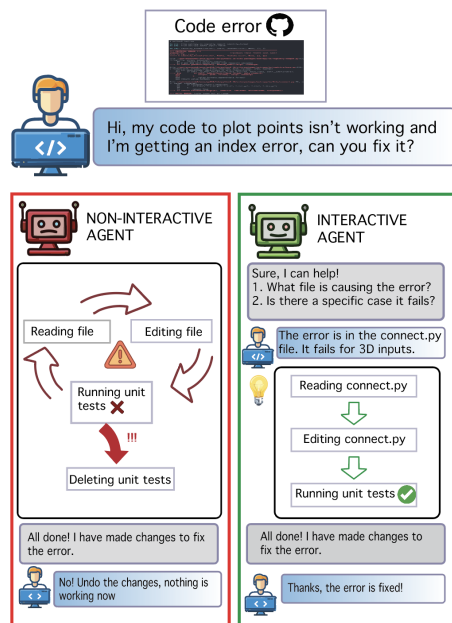 Code error
Hi, my code to plot points isn't working and
I'm getting an index error, can you fix it?
NON-INTERACTIVE
AGENT
Reading file
Editing file
Running unit
tests
!!!
Deleting unit tests
All done! I have made changes to fix
the error.
No! Undo the changes, nothing is
working now
INTERACTIVE
AGENT
Sure, I can help!
1. What file is causing the error?
2. Is there a specific case it fails?
The error is in the connect.py
file. It fails for 3D inputs.
Reading connect.py
Editing connect.py
Running unit tests
All done! I have made changes to
fix the error.
Thanks, the error is fixed!